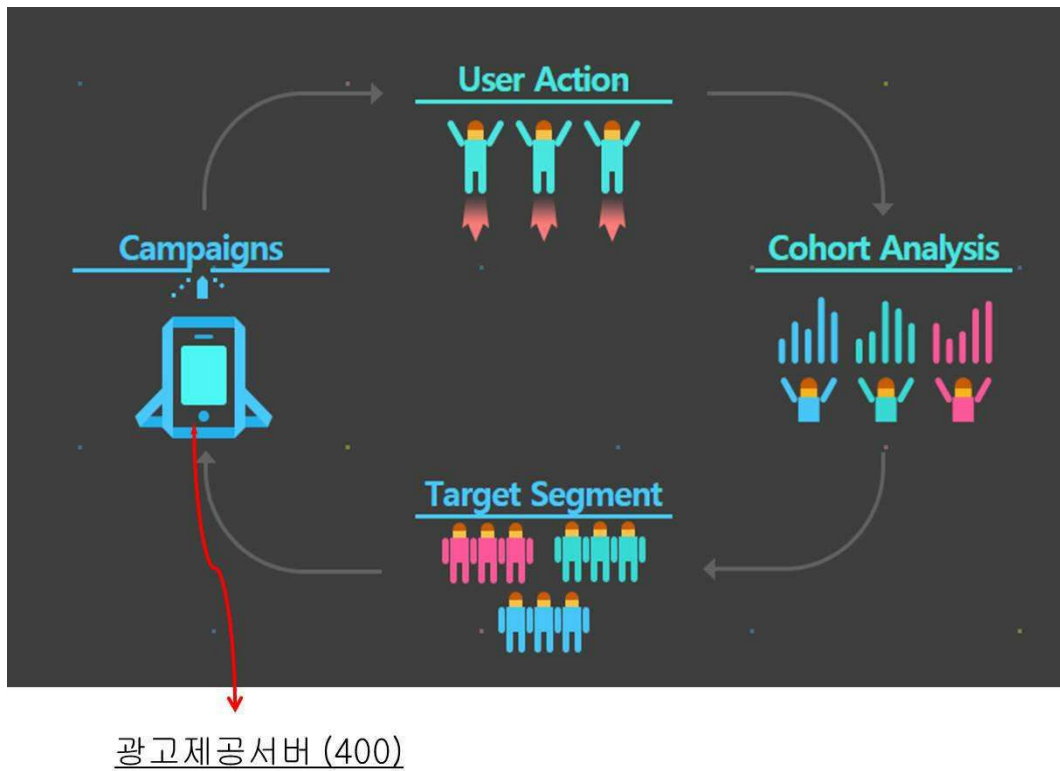 User Action
Campaigns
Cohort Analysis
Target Segment
광고제공서버 (400)